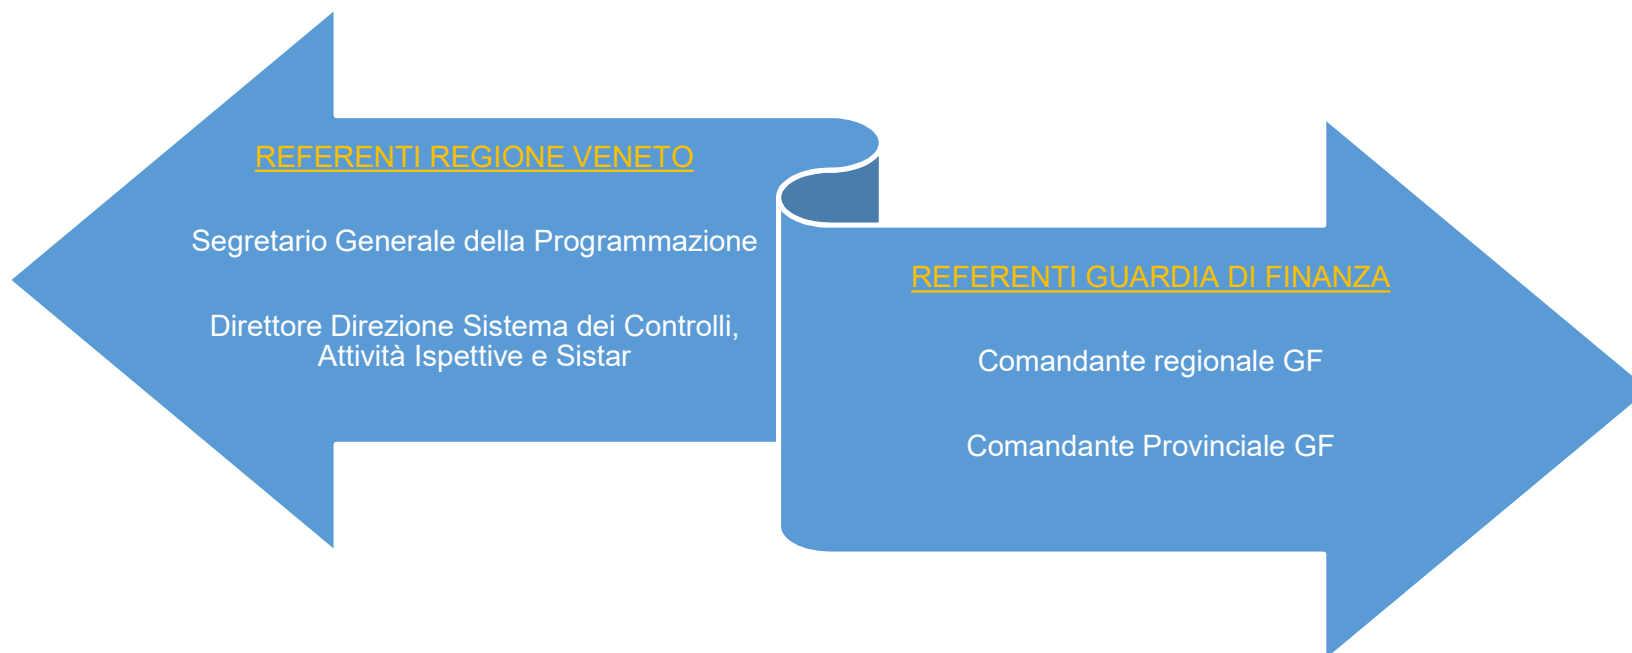 REFERENTI REGIONE VENETO
Segretario Generale della Programmazione
Direttore Direzione Sistema dei Controlli,
Attività Ispettive e Sistar
REFERENTI GUARDIA DI FINANZA
Comandante regionale GF
Comandante Provinciale GF